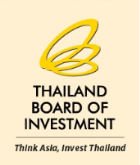 THAILAND
BOARD OF
INVESTMENT
Think Asia, Invest Thailand